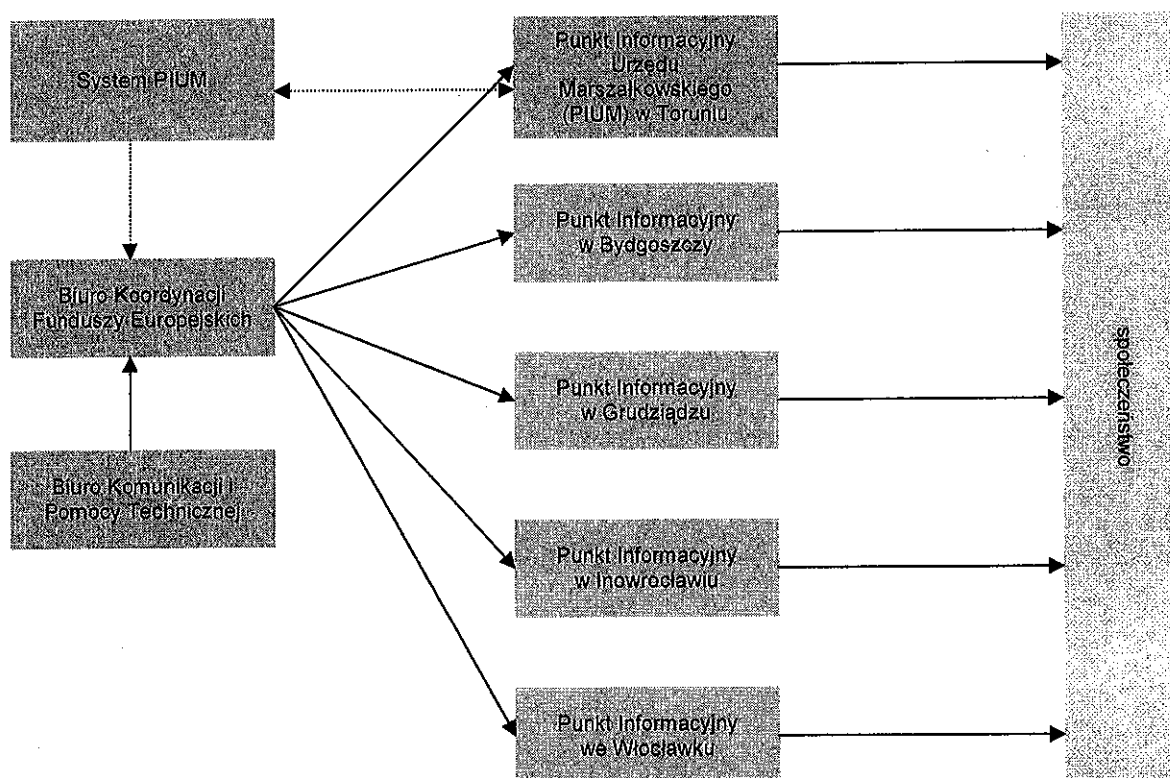 System PIUM
Punkt Informacyjny
Urzędu
Marszałkowskiego
(PIUM) w Toruniu
Punkt Informacyjny
w Bydgoszczy
Biuro Koordynacji
Funduszy Europejskich
Punkt Informacyjny
w Grudziądzu
Biuro Komunikacji i
Pomocy Technicznej
Punkt Informacyjny
w Inowrocławiu
Punkt Informacyjny
we Włocławku
społeczeństwo